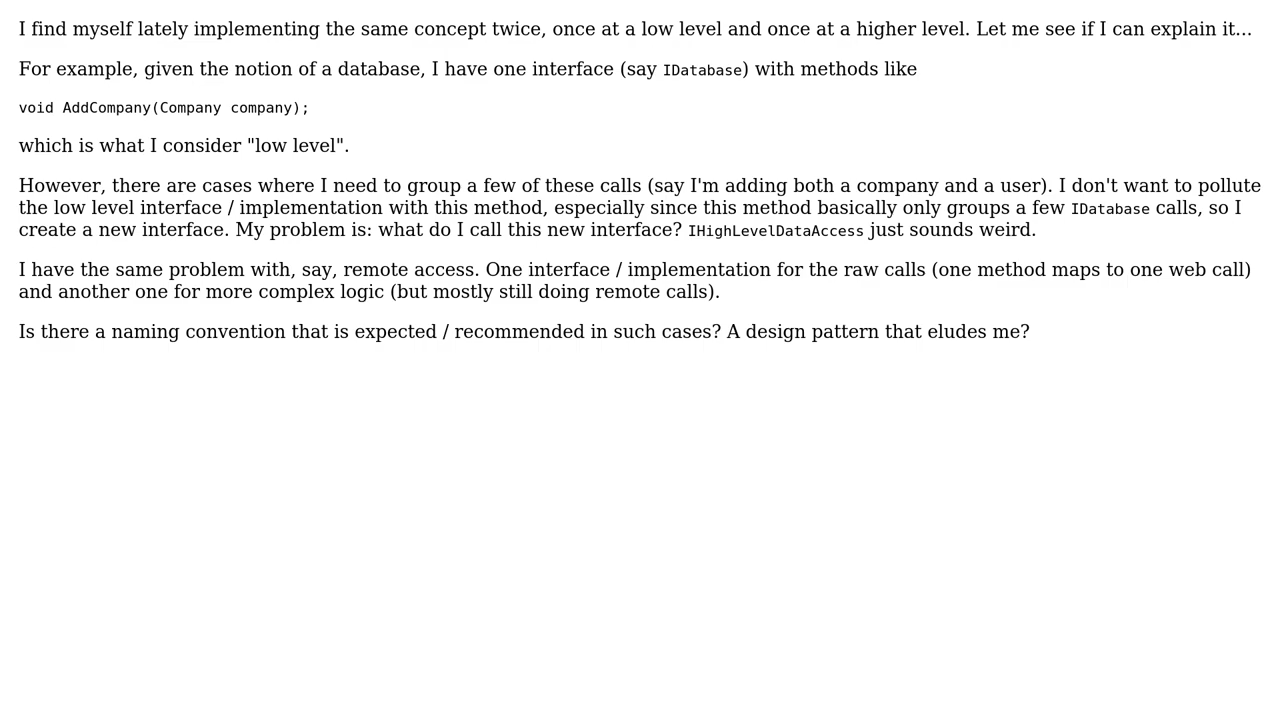 I find myself lately implementing the same concept twice, once at a low level and once at a higher level. Let me see if I can explain it...
For example, given the notion of a database, I have one interface (say IDatabase) with methods like
void AddCompany(Company company);
which is what I consider "low level".
However, there are cases where I need to group a few of these calls (say I'm adding both a company and a user). I don't want to pollute
the low level interface / implementation with this method, especially since this method basically only groups a few IDatabase calls, so I
create a new interface. My problem is: what do I call this new interface? IHighLevelDataAccess just sounds weird.
I have the same problem with, say, remote access. One interface / implementation for the raw calls (one method maps to one web call)
and another one for more complex logic (but mostly still doing remote calls).
Is there a naming convention that is expected / recommended in such cases? A design pattern that eludes me?